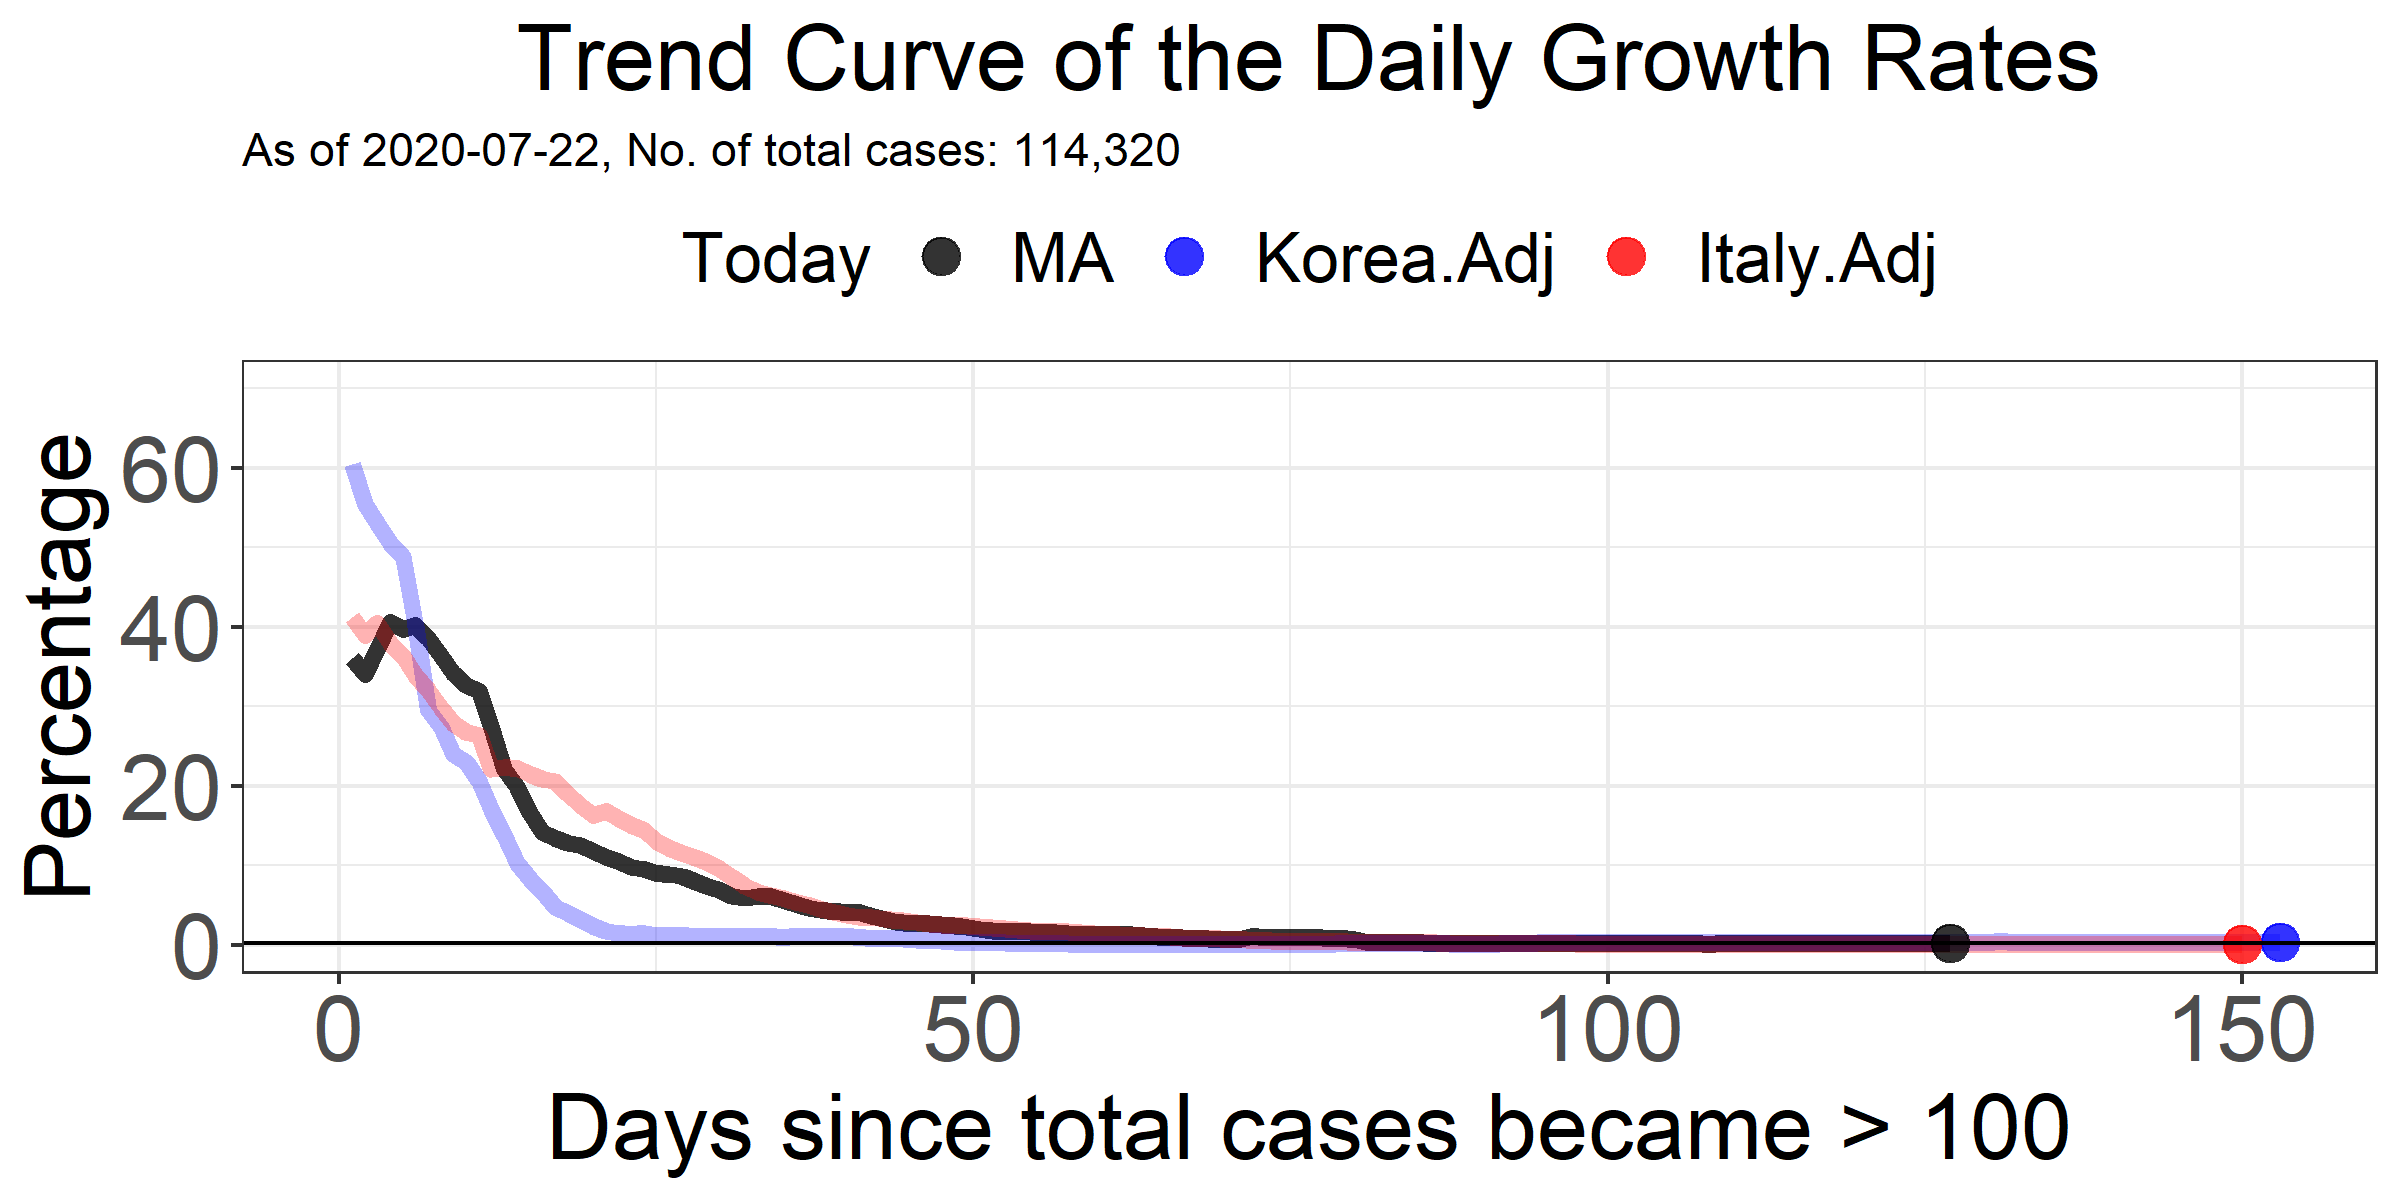 Trend Curve of the Daily Growth Rates
As of 2020-07-22, No. of total cases: 114,320
Today MA Korea.Adj Italy.Adj
Percentage
60
40
20
0
0 50 100 150
Days since total cases became > 100